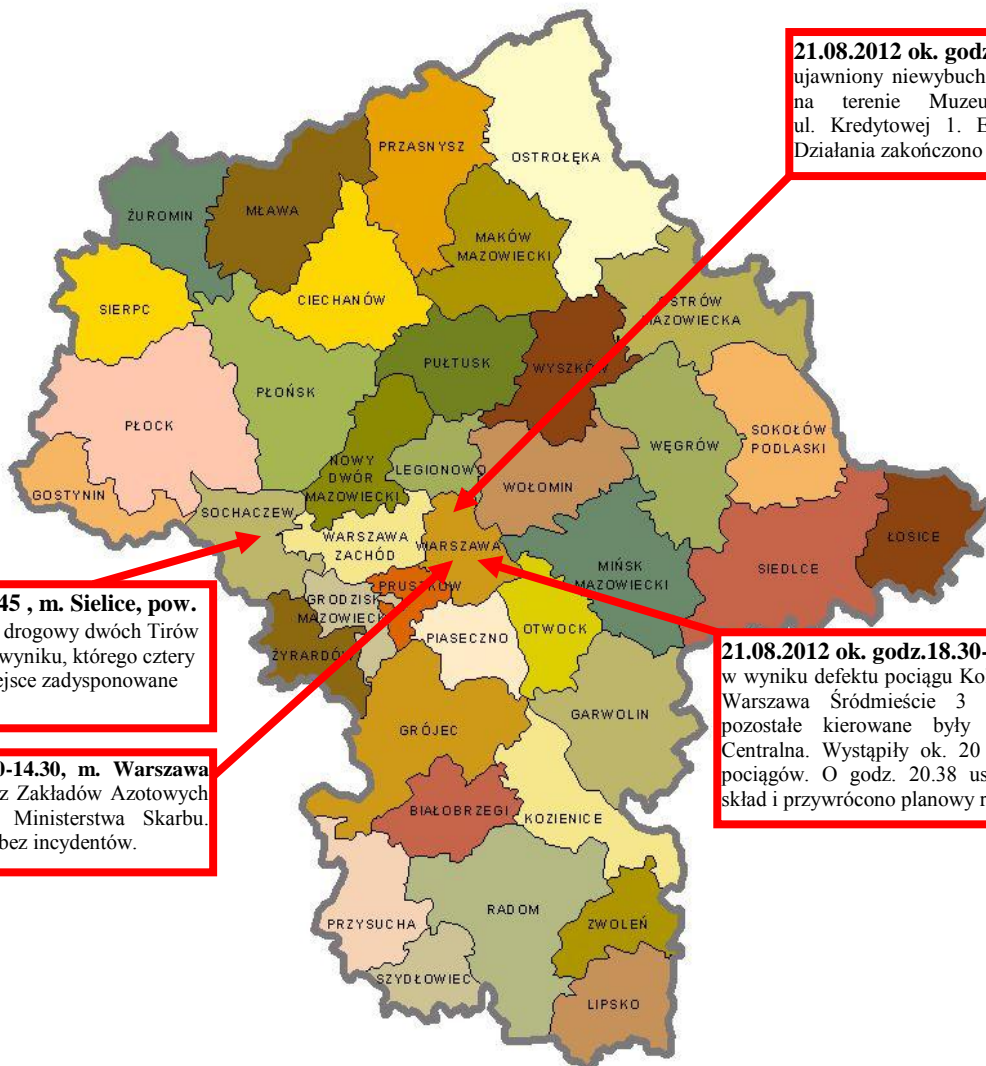 21.08.2012 ok. godz
ujawniony niewybuch
na terenie Muzeu
ul. Kredytowej 1. E
Działania zakończono
PRZASNYSZ
OSTROŁĘKA
ŻUROMIN
MŁAWA
MAKÓW
MAZOWIECKI
SIERPC
CIECHANÓW
OSTRÓW
MAZOWIECKA
PUŁTUSK
WYSZKÓW
PŁOŃSK
PŁOCK
WĘGRÓW
SOKOŁÓW
PODLASKI
NOWY
DWÓR
MAZOWIECKI
LEGIONOWO
WOŁOMIN
GOSTYNIN
SOCHACZEW
WARSZAWA
ZACHÓD
WARSZAWA
ŁOSICE
MIŃSK
MAZOWIECKI
SIEDLCE
PRUSZKÓW
GRODZISK
MAZOWIECKI
45 , m. Sielice, pow.
drogowy dwóch Tirów
wyniku, którego cztery
ejsce zadysponowane
ŻYRARDÓW
PIASECZNO
OTWOCK
21.08.2012 ok. godz.18.30-
w wyniku defektu pociągu Ko
Warszawa Śródmieście 3
pozostałe kierowane były
Centralna. Wystąpiły ok. 20
pociągów. O godz. 20.38 us
skład i przywrócono planowy r
GARWOLIN
GRÓJEC
0-14.30, m. Warszawa
z Zakładów Azotowych
Ministerstwa Skarbu.
bez incydentów.
BIAŁOBRZEGI
KOZIENICE
RADOM
PRZYSUCHA
ZWOLEŃ
SZYDŁOWIEC
LIPSKO